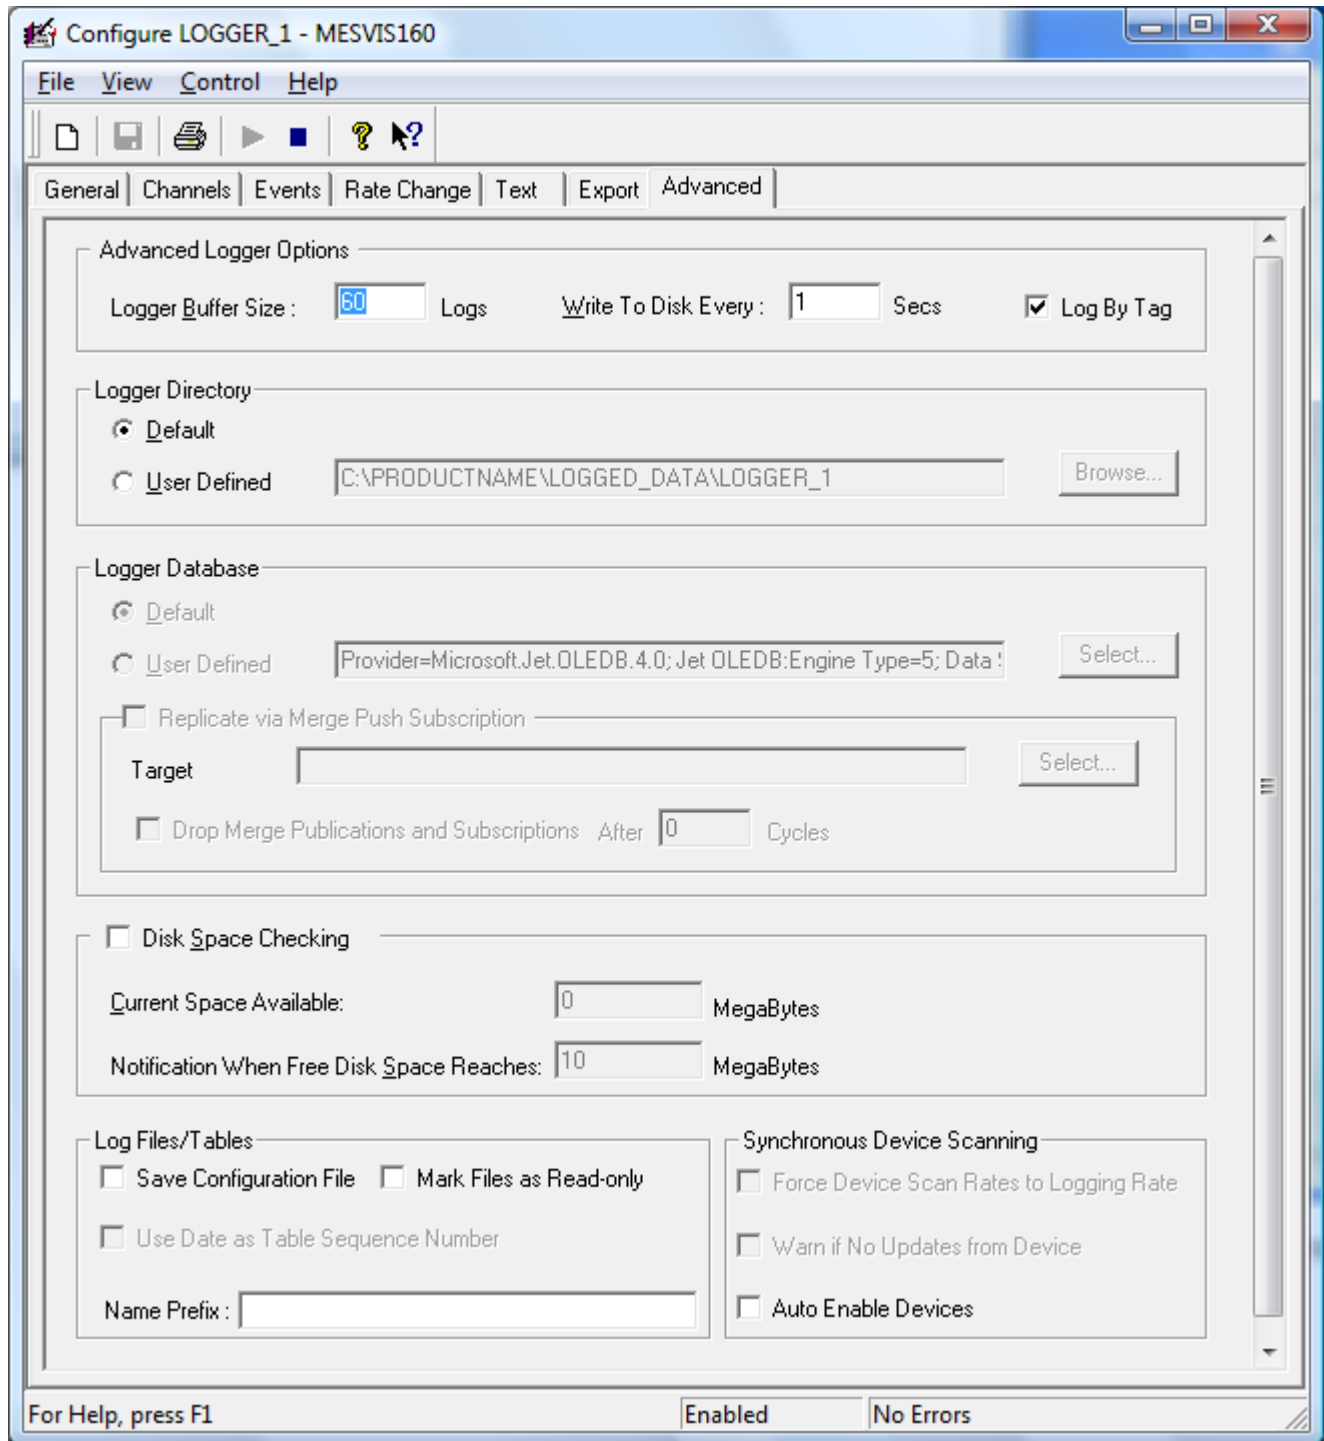 Configure LOGGER_1 - MESVIS160
File View Control Help
General Channels Events Rate Change Text Export Advanced
Advanced Logger Options
Logger Buffer Size : 60 Logs Write To Disk Every : 1 Secs Log By Tag
Logger Directory
Default
User Defined C:\PRODUCTNAME\LOGGED_DATA\LOGGER_1 Browse...
Logger Database
Default
User Defined Provider=Microsoft.Jet.OLEDB.4.0; Jet OLEDB:Engine Type=5; Data Select...
Replicate via Merge Push Subscription
Target Select...
Drop Merge Publications and Subscriptions After 0 Cycles
Disk Space Checking
Current Space Available: 0 MegaBytes
Notification When Free Disk Space Reaches: 10 MegaBytes
Log Files/Tables
Save Configuration File Mark Files as Read-only
Use Date as Table Sequence Number
Name Prefix :
Synchronous Device Scanning
Force Device Scan Rates to Logging Rate
Warn if No Updates from Device
Auto Enable Devices
For Help, press F1 Enabled No Errors